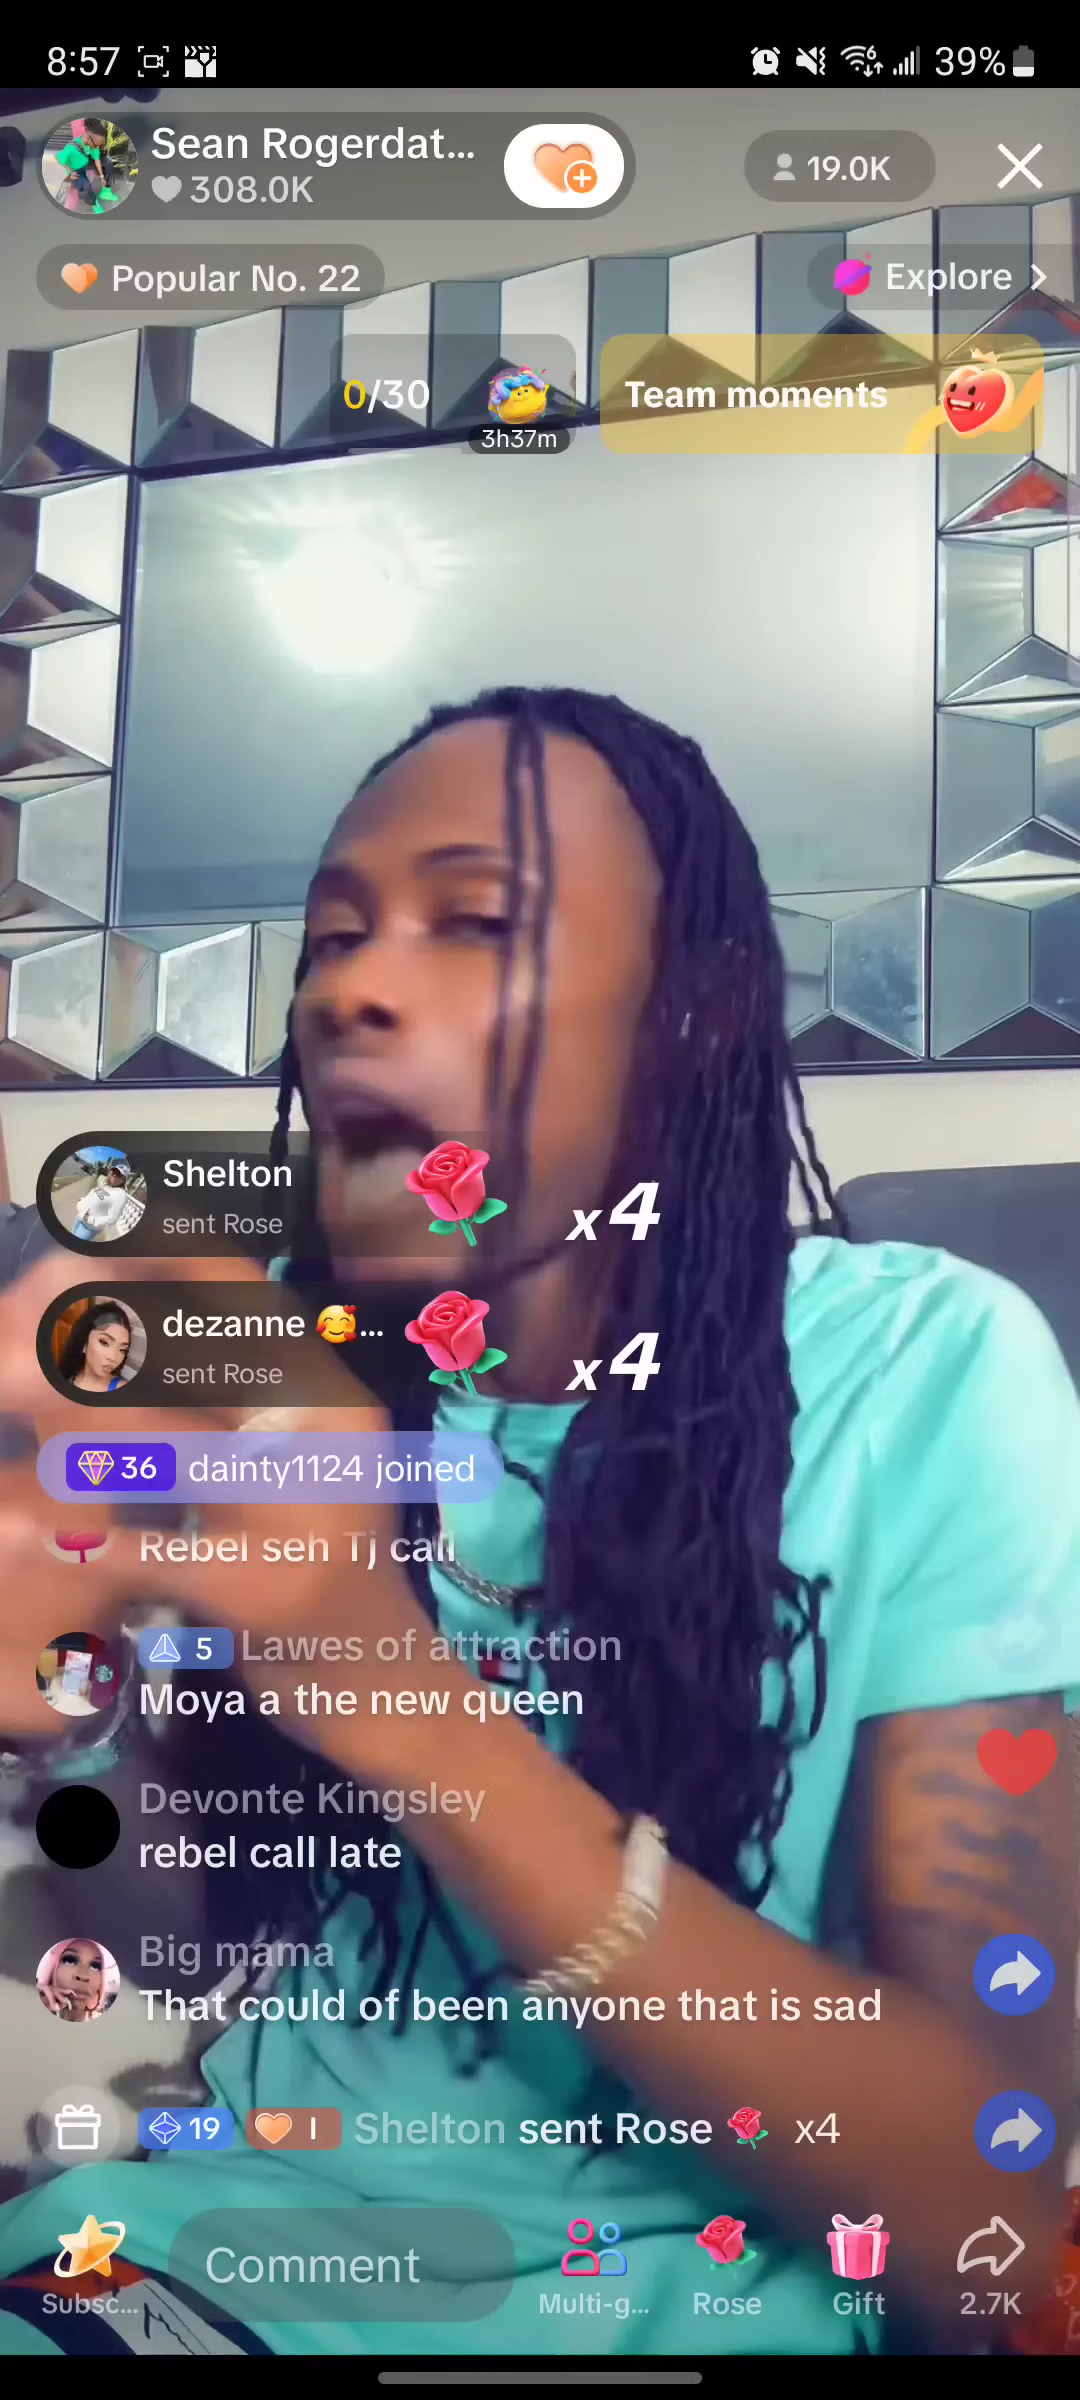 8:57
39%
Sean Rogerdat...
308.0K
19.0K
Popular No. 22
Explore
0/30
3h37m
Team moments
Shelton
sent Rose
x4
dezanne 🥰...
sent Rose
x4
36 dainty1124 joined
Rebel seh Tj call
5 Lawes of attraction
Moya a the new queen
Devonte Kingsley
rebel call late
Big mama
That could of been anyone that is sad
19 I Shelton sent Rose 🌹 x4
Comment
Subsc...
Multi-g...
Rose
Gift
2.7K